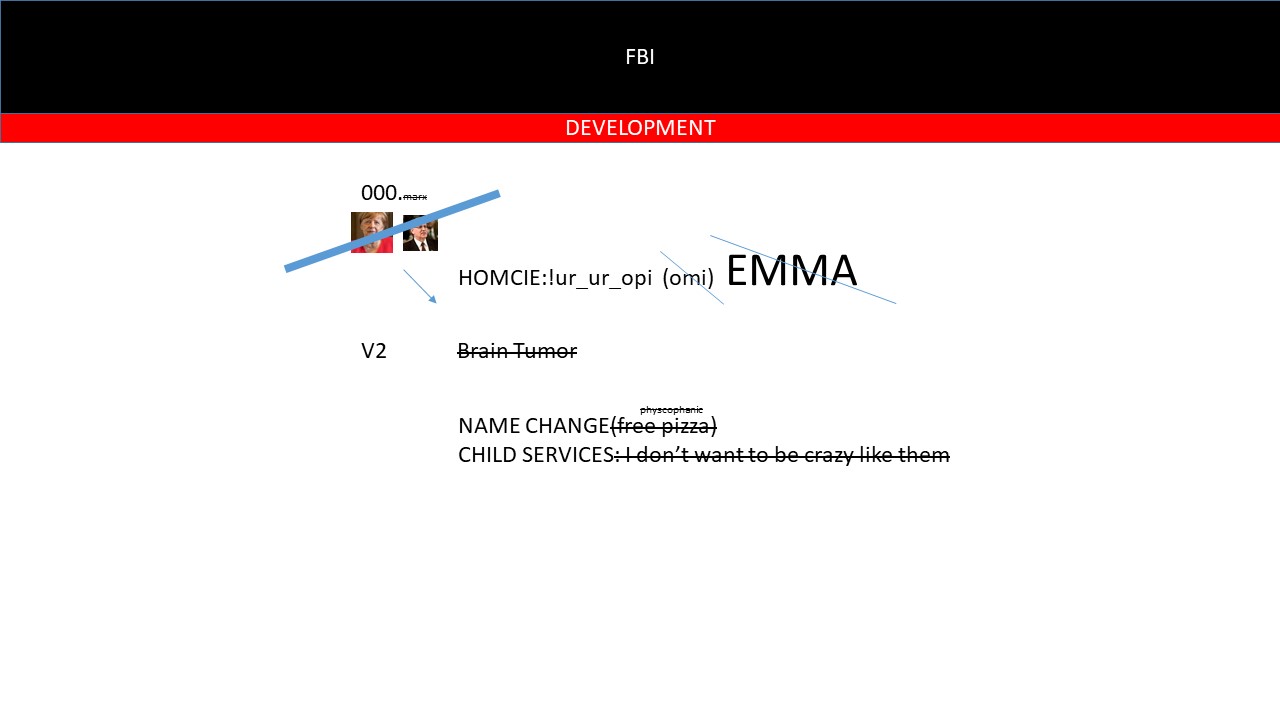 FBI
DEVELOPMENT
000.marx
HOMCIE:!ur_ur_opi (omi) EMMA
V2 Brain Tumor
physcophanic
NAME CHANGE(free pizza)
CHILD SERVICES: I don’t want to be crazy like them